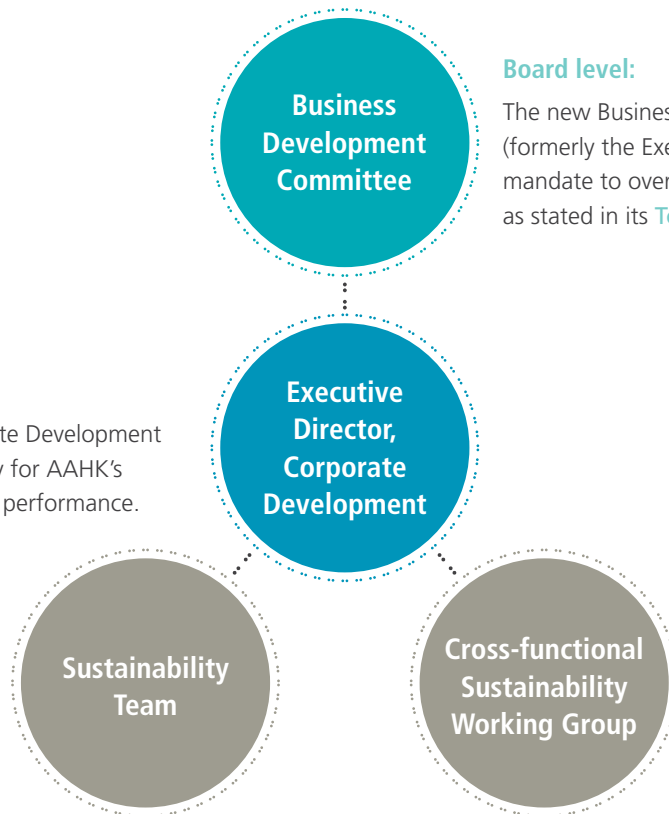 Business
Development
Committee
Board level:
The new Busines
(formerly the Exe
mandate to over
as stated in its Te
Executive
Director,
Corporate
Development
te Development
y for AAHK's
performance.
Sustainability
Team
Cross-functional
Sustainability
Working Group